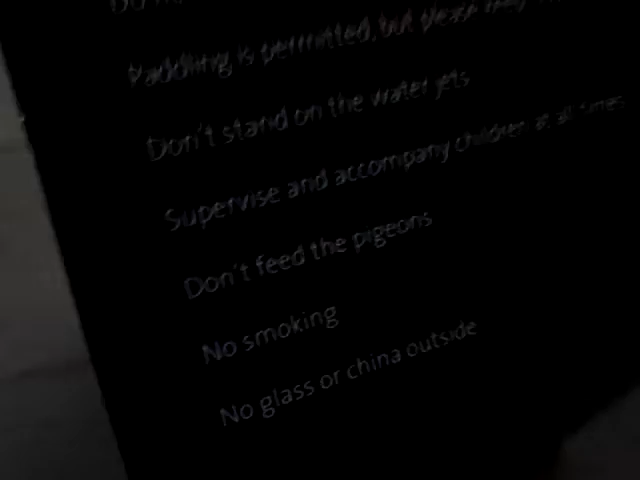 Paddling is permitted, but please
Don't stand on the water jets
Supervise and accompany children at all times
Don't feed the pigeons
No smoking
No glass or china outside